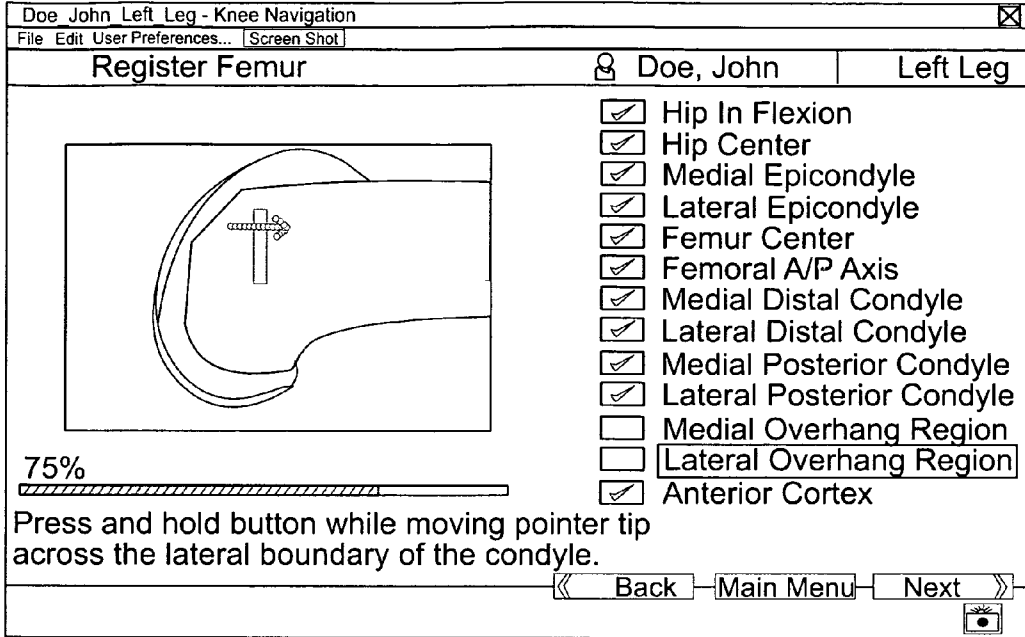 Doe_John_Left_Leg - Knee Navigation
File Edit User Preferences... Screen Shot
Register Femur Doe, John Left Leg
Hip In Flexion
Hip Center
Medial Epicondyle
Lateral Epicondyle
Femur Center
Femoral A/P Axis
Medial Distal Condyle
Lateral Distal Condyle
Medial Posterior Condyle
Lateral Posterior Condyle
Medial Overhang Region
Lateral Overhang Region
Anterior Cortex
75%
Press and hold button while moving pointer tip
across the lateral boundary of the condyle.
Back Main Menu Next